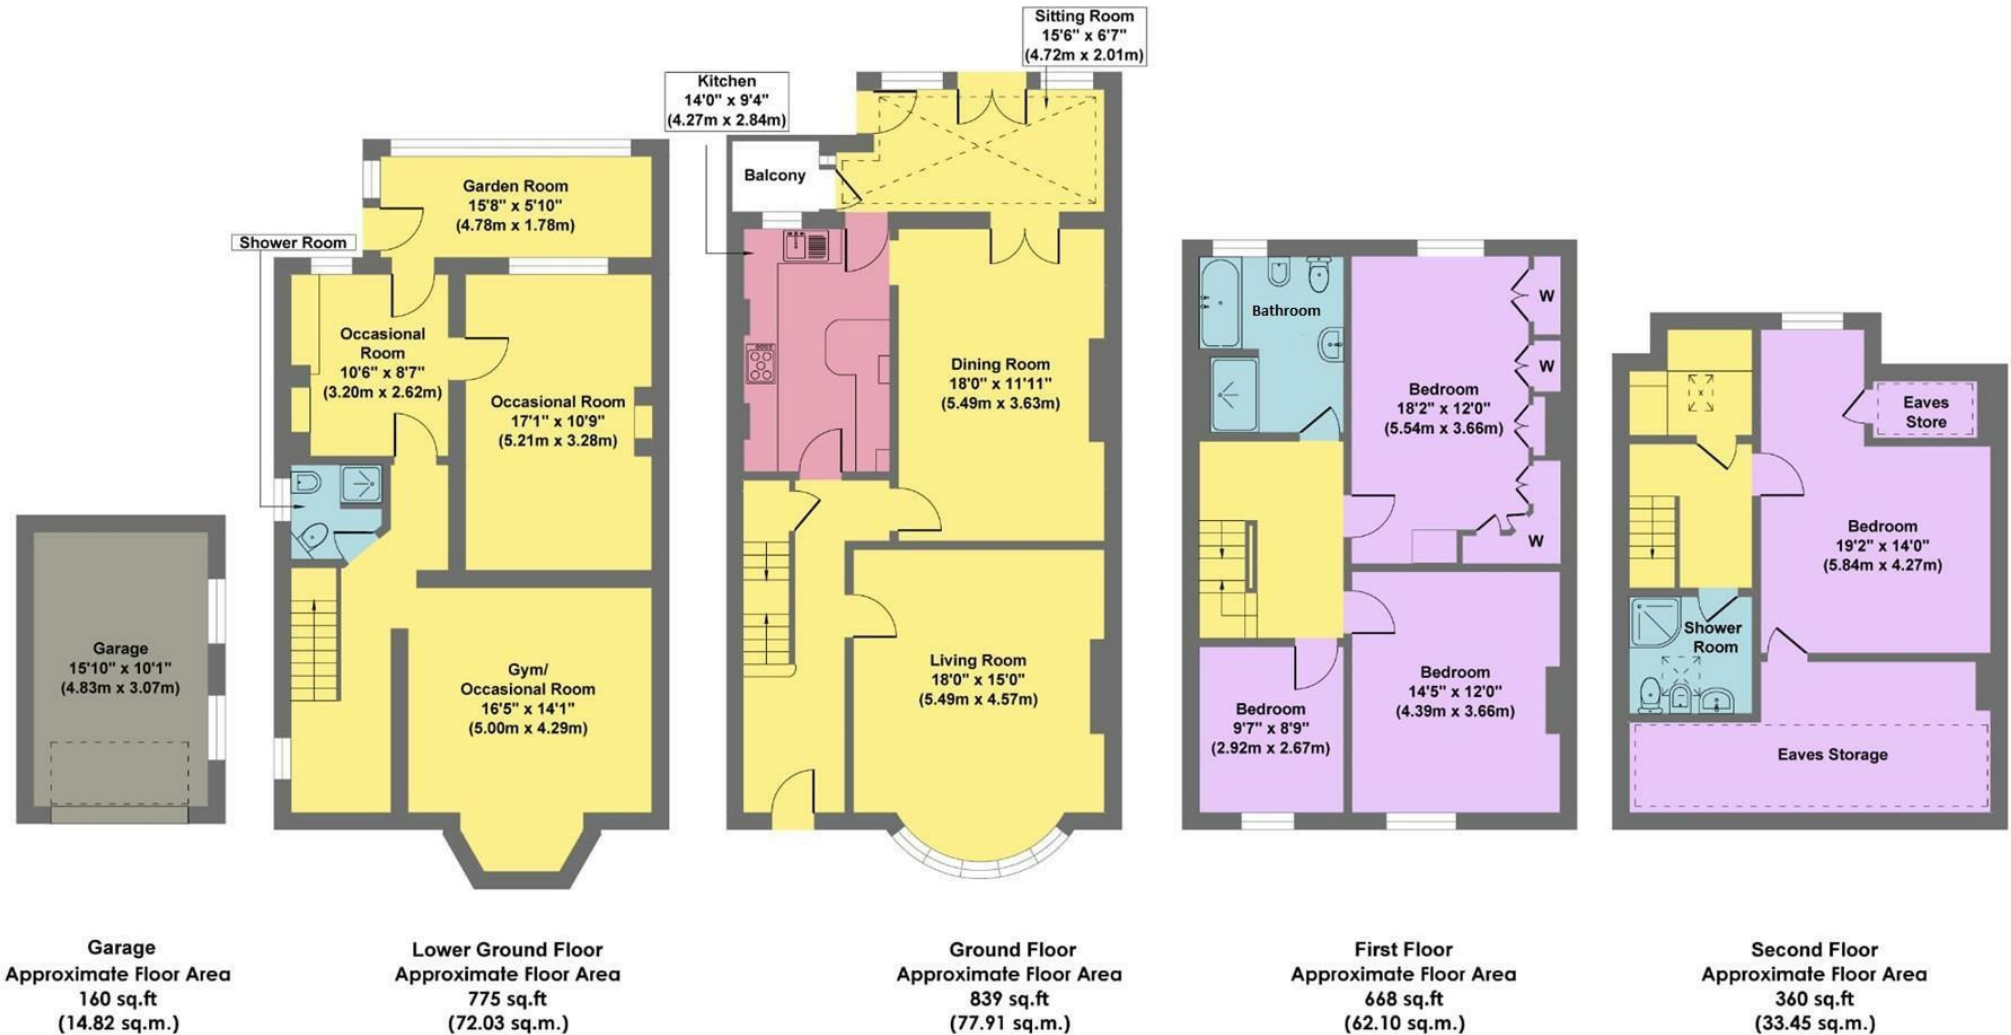 Garage
15'10" x 10'1"
(4.83m x 3.07m)
Garage
Approximate Floor Area
160 sq.ft
(14.82 sq.m.)
Shower Room
Garden Room
15'8" x 5'10"
(4.78m x 1.78m)
Occasional
Room
10'6" x 8'7"
(3.20m x 2.62m)
Occasional Room
17'1" x 10'9"
(5.21m x 3.28m)
Gym/
Occasional Room
16'5" x 14'1"
(5.00m x 4.29m)
Lower Ground Floor
Approximate Floor Area
775 sq.ft
(72.03 sq.m.)
Sitting Room
15'6" x 6'7"
(4.72m x 2.01m)
Kitchen
14'0" x 9'4"
(4.27m x 2.84m)
Balcony
Dining Room
18'0" x 11'11"
(5.49m x 3.63m)
Living Room
18'0" x 15'0"
(5.49m x 4.57m)
Ground Floor
Approximate Floor Area
839 sq.ft
(77.91 sq.m.)
Bathroom
W
W
Bedroom
18'2" x 12'0"
(5.54m x 3.66m)
W
Bedroom
14'5" x 12'0"
(4.39m x 3.66m)
Bedroom
9'7" x 8'9"
(2.92m x 2.67m)
First Floor
Approximate Floor Area
668 sq.ft
(62.10 sq.m.)
Eaves
Store
Bedroom
19'2" x 14'0"
(5.84m x 4.27m)
Shower
Room
Eaves Storage
Second Floor
Approximate Floor Area
360 sq.ft
(33.45 sq.m.)